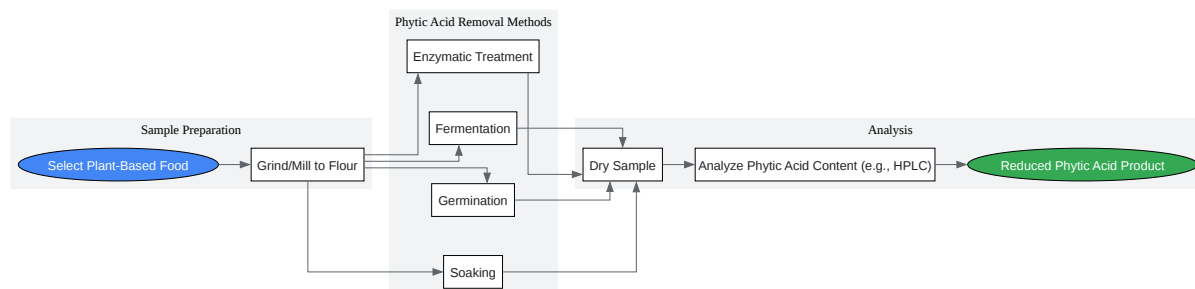 Phytic Acid Removal Methods
Enzymatic Treatment
Sample Preparation
Fermentation
Analysis
Select Plant-Based Food
Grind/Mill to Flour
Dry Sample
Analyze Phytic Acid Content (e.g., HPLC)
Reduced Phytic Acid Product
Germination
Soaking